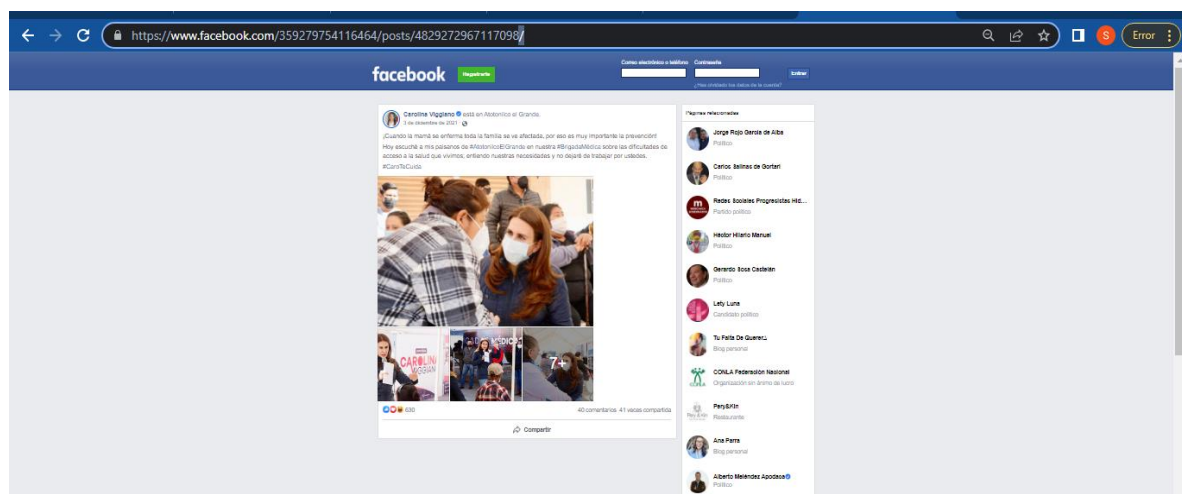 https://www.facebook.com/359279754116464/posts/4829272967117098/
Error
facebook
Registrarte
Correo electrónico o teléfono
Contraseña
Entrar
¿Has olvidado los datos de la cuenta?
Carolina Viggiano está en Atotonilco el Grande.
3 de diciembre de 2021
¡Cuando la mamá se enferma toda la familia se ve afectada, por eso es muy importante la prevención!
Hoy escuché a mis paisanos de #AtotonilcoElGrande en nuestra #BrigadaMédica sobre las dificultades de
acceso a la salud que vivimos, entiendo nuestras necesidades y no dejaré de trabajar por ustedes.
#CaroTeCuida
CAROLINA
VIGGIAN
MÉDICO
7+
630
40 comentarios 41 veces compartida
Compartir
Páginas relacionadas
Jorge Rojo García de Alba
Político
Carlos Salinas de Gortari
Político
Redes Sociales Progresistas Hid...
Partido político
Hector Hilario Manuel
Político
Gerardo Sosa Castelán
Político
Lety Luna
Candidato político
Tu Falta De Querer.
Blog personal
CONLA Federación Nacional
Organización sin ánimo de lucro
Pery&Kin
Restaurante
Ana Parra
Blog personal
Alberto Meléndez Apodaca
Político